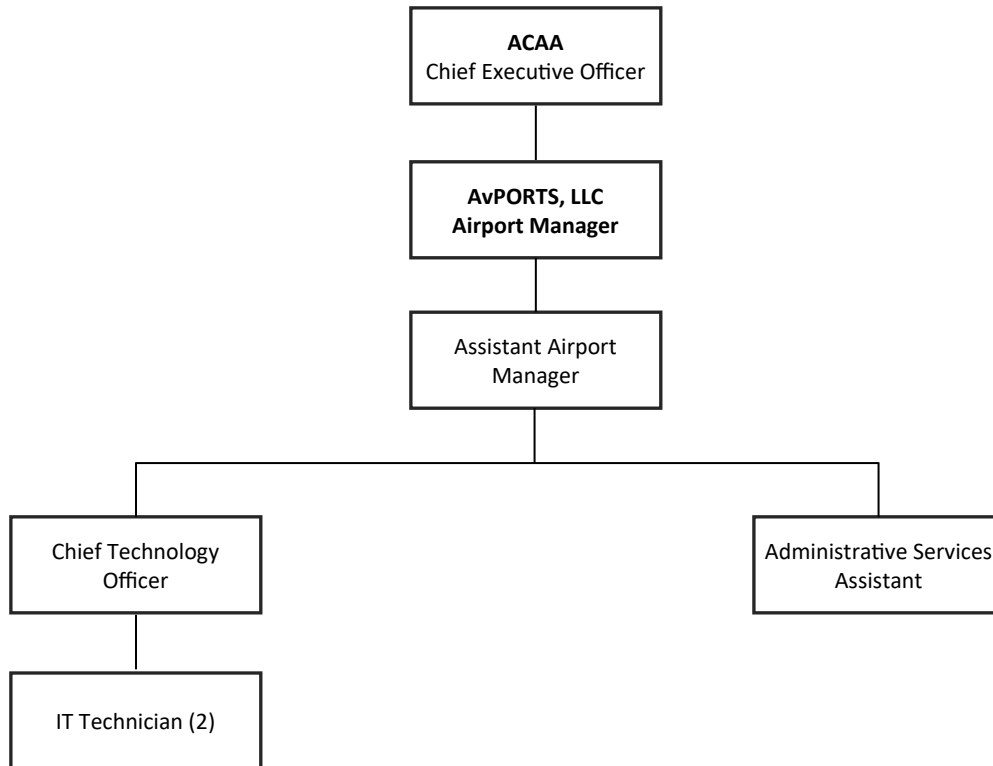 ACAA
Chief Executive Officer
AvPORTS, LLC
Airport Manager
Assistant Airport
Manager
Chief Technology
Officer
Administrative Services
Assistant
IT Technician (2)